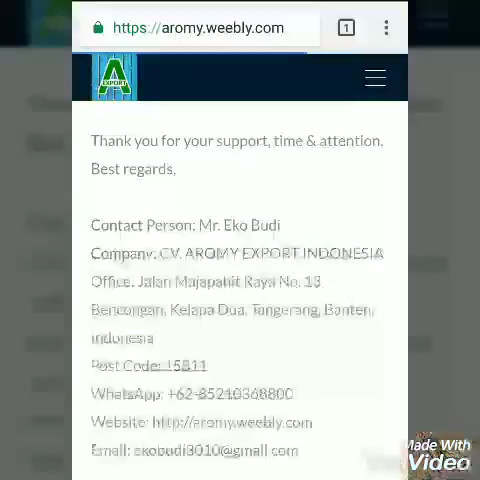 https://aromy.weebly.com
1
A
EXPORT
Thank you for your support, time & attention.
Best regards,
Contact Person: Mr. Eko Budi
Company: CV. AROMY EXPORT INDONESIA
Office: Jalan Majapahit Raya No. 13
Bencongan, Kelapa Dua, Tangerang, Banten,
Indonesia
Post Code: 15811
WhatsApp: +62-85210368800
Website: http://aromy.weebly.com
Email: ekobudi3010@gmail.com
Made With
Video